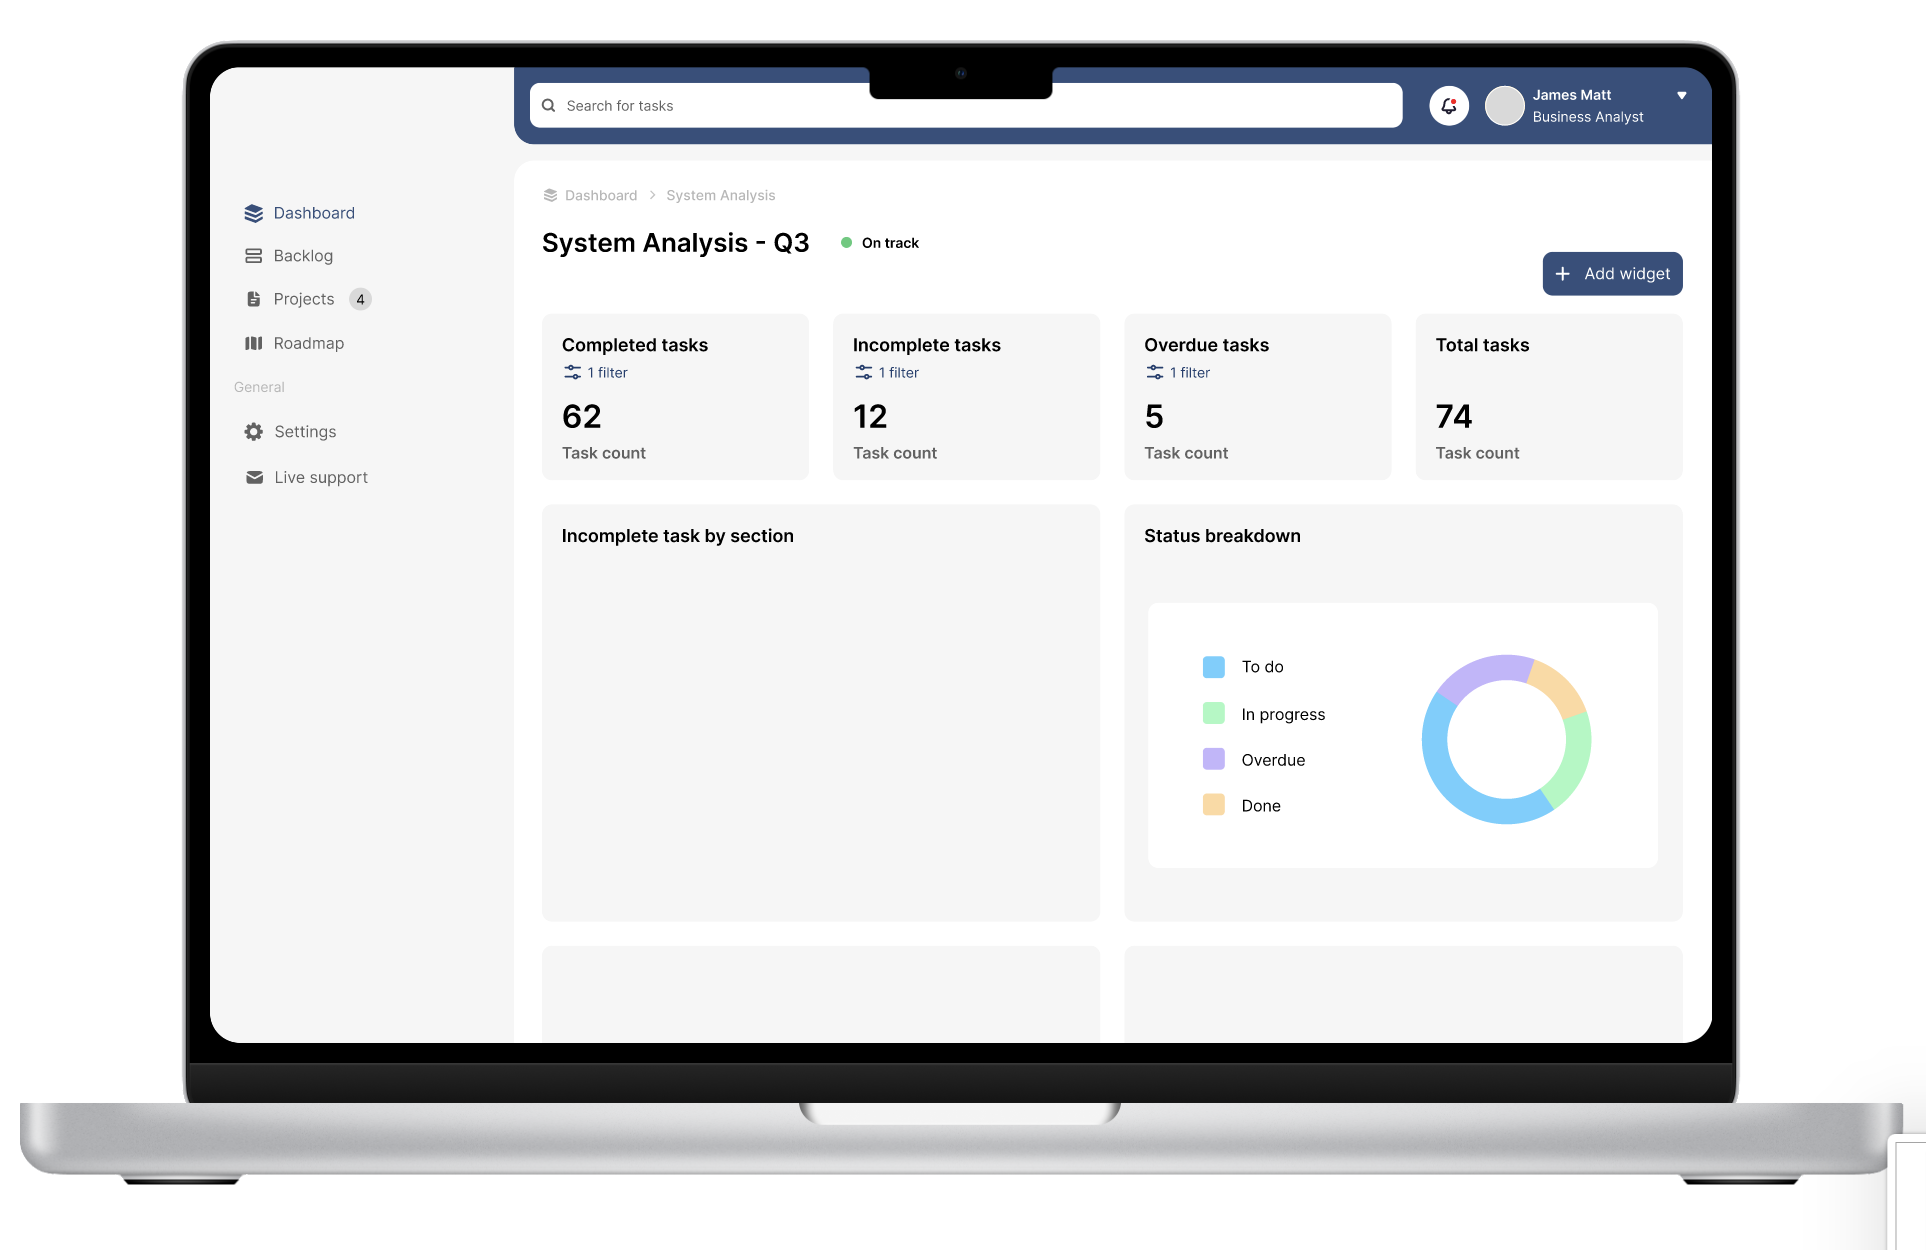 Search for tasks
James Matt
Business Analyst
Dashboard
Backlog
Projects 4
Roadmap
General
Settings
Live support
Dashboard > System Analysis
System Analysis - Q3
On track
+ Add widget
Completed tasks
1 filter
62
Task count
Incomplete tasks
1 filter
12
Task count
Overdue tasks
1 filter
5
Task count
Total tasks
74
Task count
Incomplete task by section
Status breakdown
To do
In progress
Overdue
Done